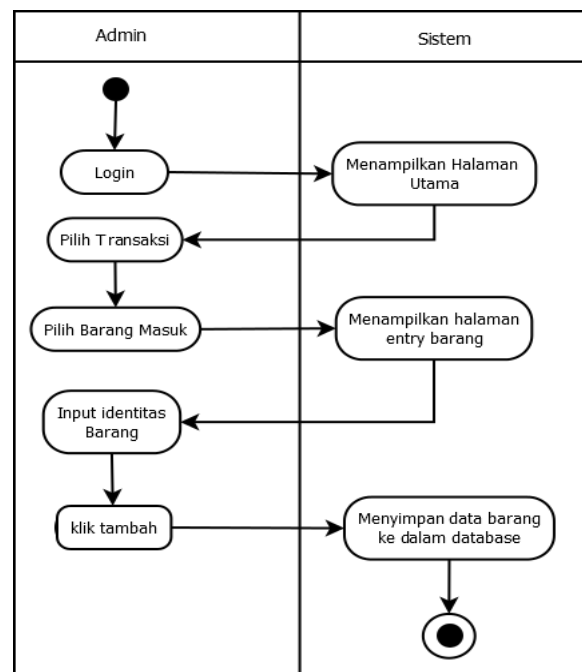 Admin
Sistem
Login
Menampilkan Halaman
Utama
Pilih Transaksi
Pilih Barang Masuk
Menampilkan halaman
entry barang
Input identitas
Barang
klik tambah
Menyimpan data barang
ke dalam database